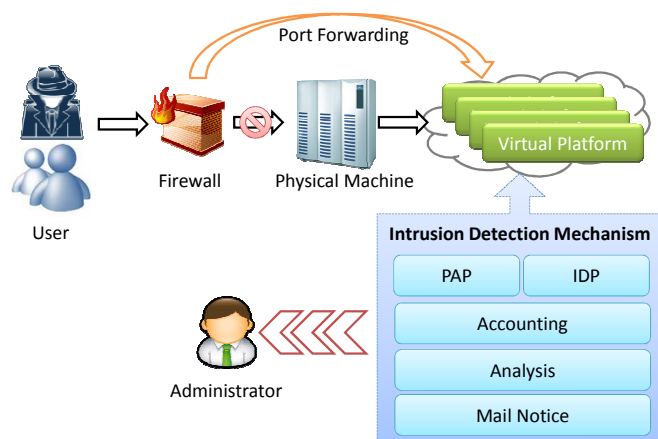 Port Forwarding
Virtual Platform
Firewall
Physical Machine
User
Intrusion Detection Mechanism
PAP
IDP
Accounting
Administrator
Analysis
Mail Notice